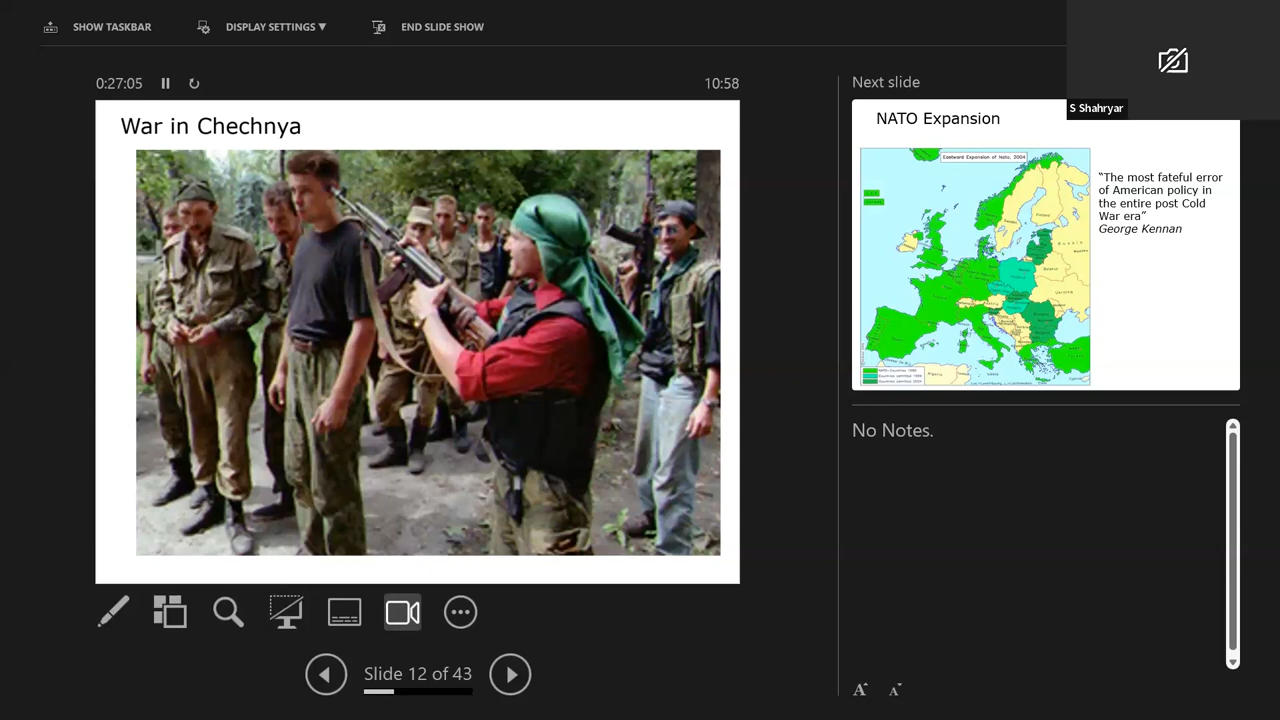 SHOW TASKBAR
DISPLAY SETTINGS ▼
END SLIDE SHOW
S Shahryar
0:27:05
10:58
War in Chechnya
Next slide
NATO Expansion
Eastward Expansion of Nato, 2004
“The most fateful error
of American policy in
the entire post Cold
War era”
George Kennan
No Notes.
Slide 12 of 43
A
A